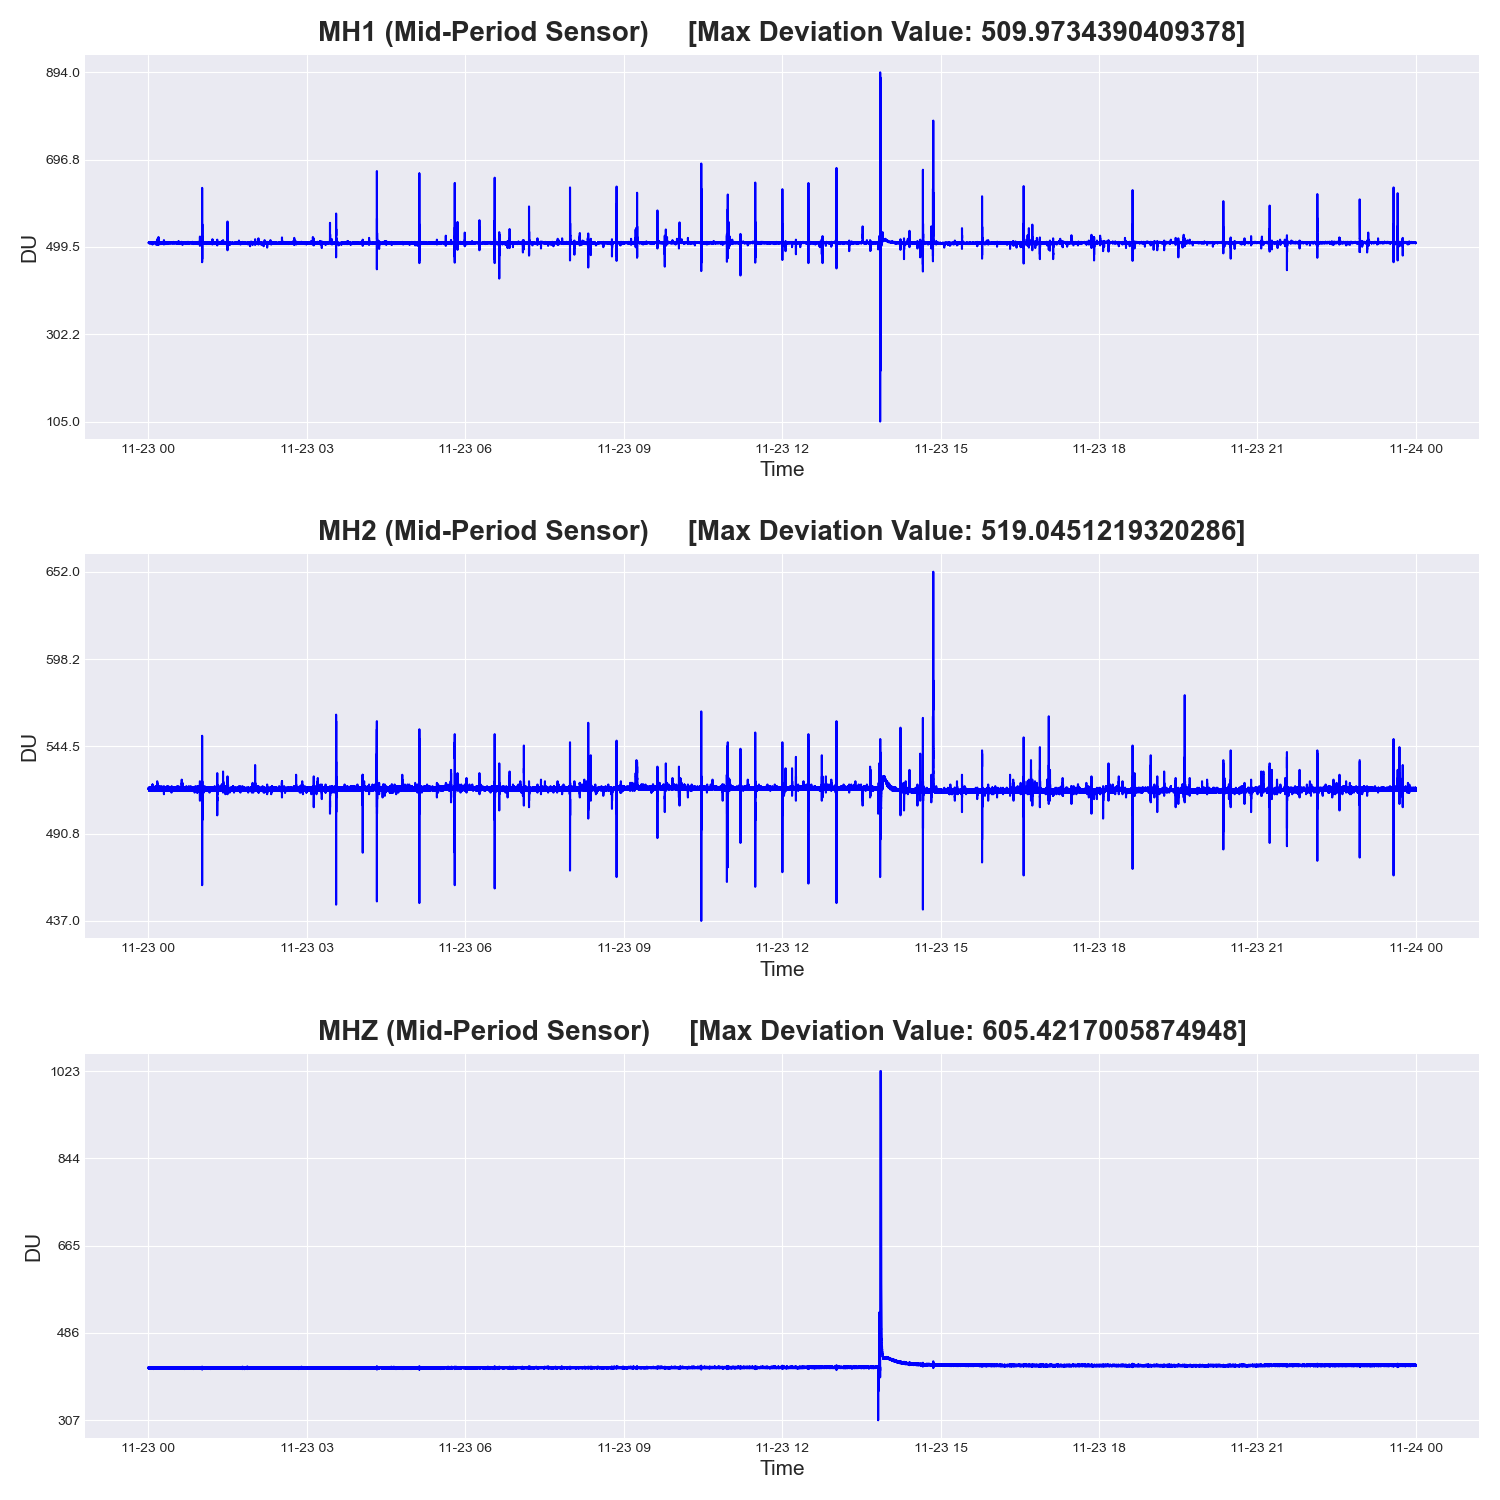 MH1 (Mid-Period Sensor) [Max Deviation Value: 509.9734390409378]
894.0
696.8
499.5
302.2
105.0
DU
11-23 00 11-23 03 11-23 06 11-23 09 11-23 12 11-23 15 11-23 18 11-23 21 11-24 00
Time
MH2 (Mid-Period Sensor) [Max Deviation Value: 519.0451219320286]
652.0
598.2
544.5
490.8
437.0
DU
11-23 00 11-23 03 11-23 06 11-23 09 11-23 12 11-23 15 11-23 18 11-23 21 11-24 00
Time
MHZ (Mid-Period Sensor) [Max Deviation Value: 605.4217005874948]
1023
844
665
486
307
DU
11-23 00 11-23 03 11-23 06 11-23 09 11-23 12 11-23 15 11-23 18 11-23 21 11-24 00
Time